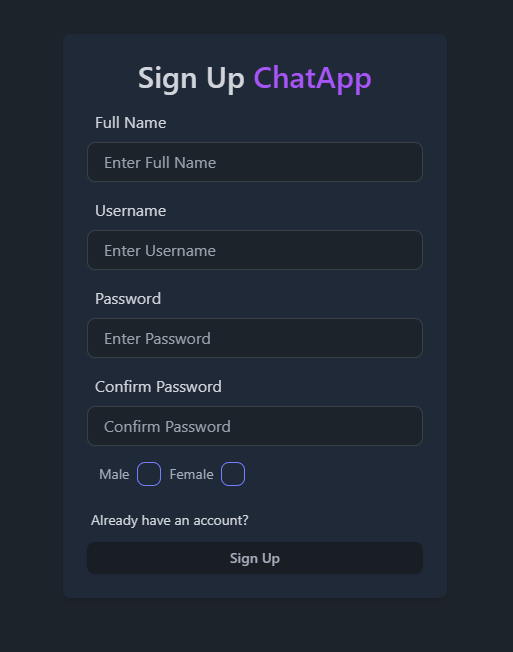 Sign Up ChatApp
Full Name
Enter Full Name
Username
Enter Username
Password
Enter Password
Confirm Password
Confirm Password
Male Female
Already have an account?
Sign Up